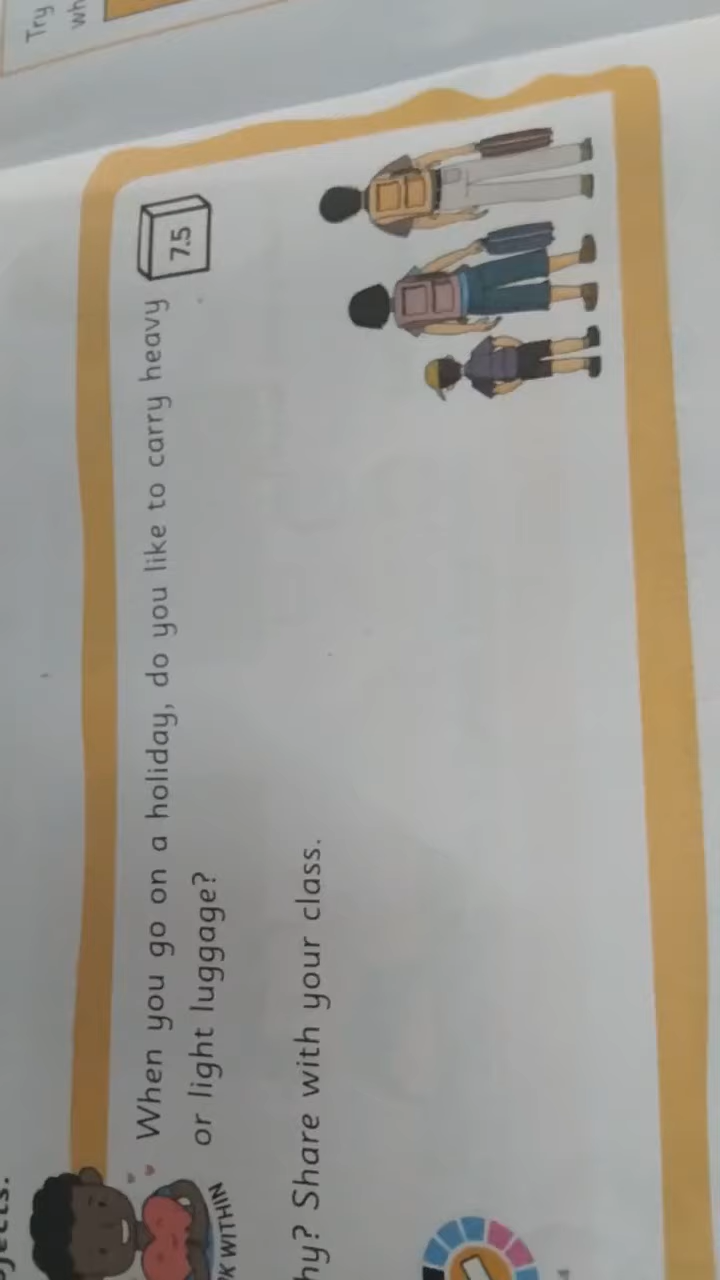 Try
When you go on a holiday, do you like to carry heavy 7.5
or light luggage?
Share with your class.
WITHIN